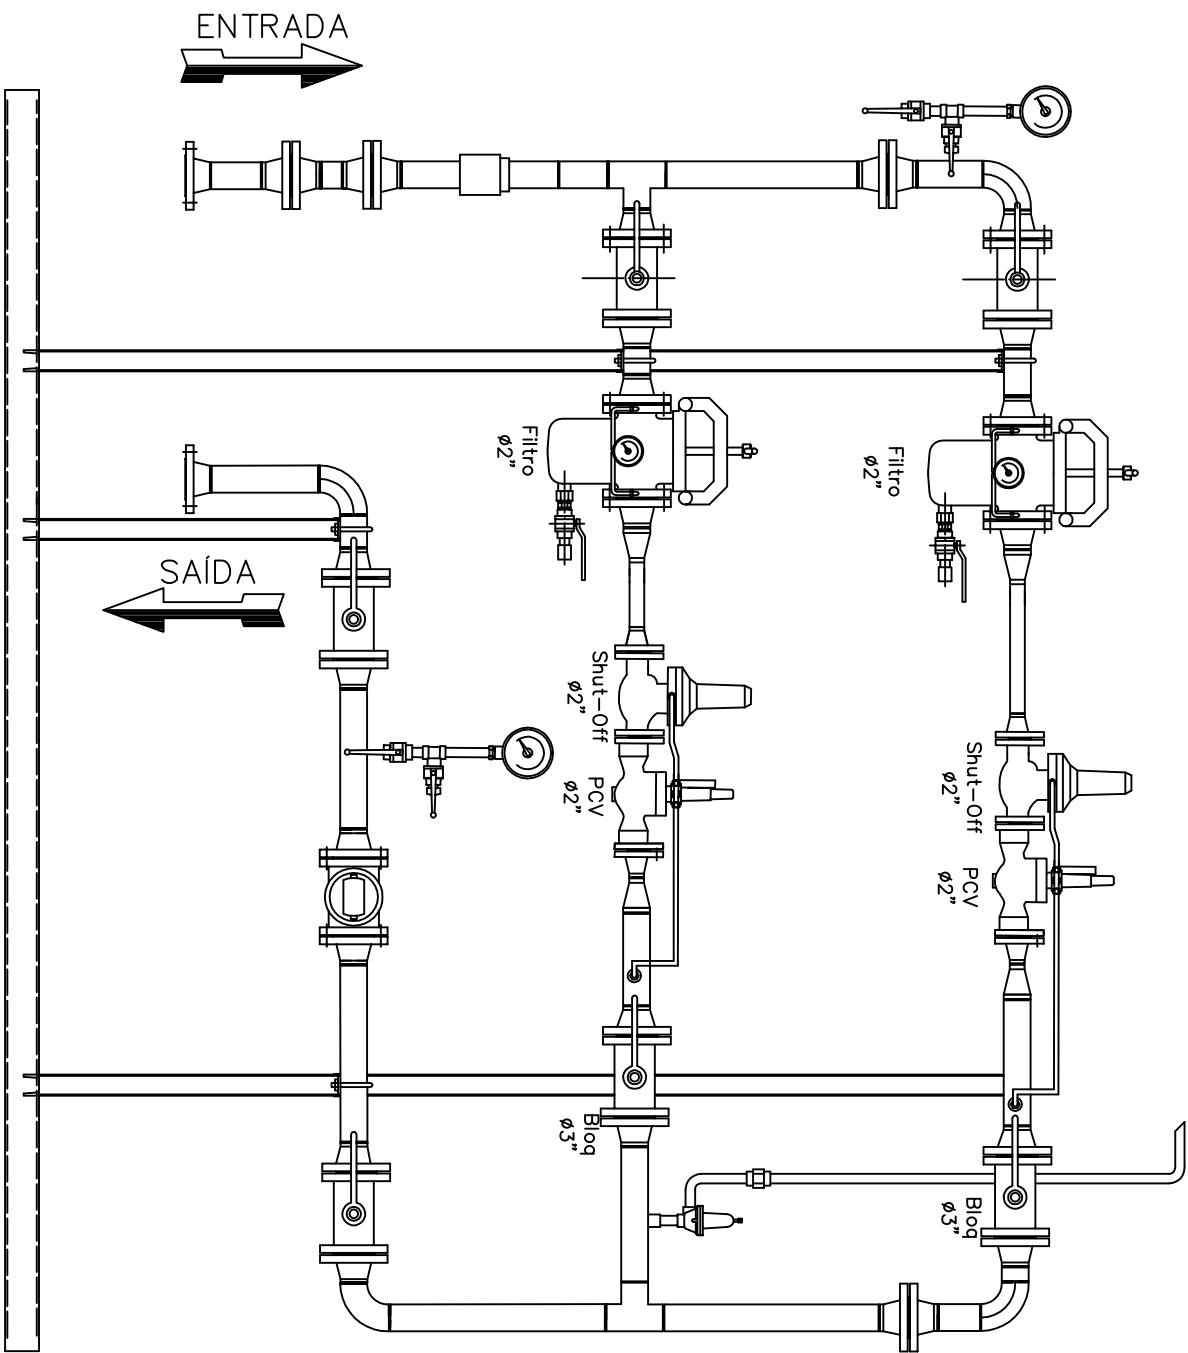 ENTRADA
Filtro
ø2"
Filtro
ø2"
SAÍDA
Shut-Off
ø2"
Shut-Off
ø2"
PCV
ø2"
PCV
ø2"
Bloq
ø3"
Bloq
ø3"